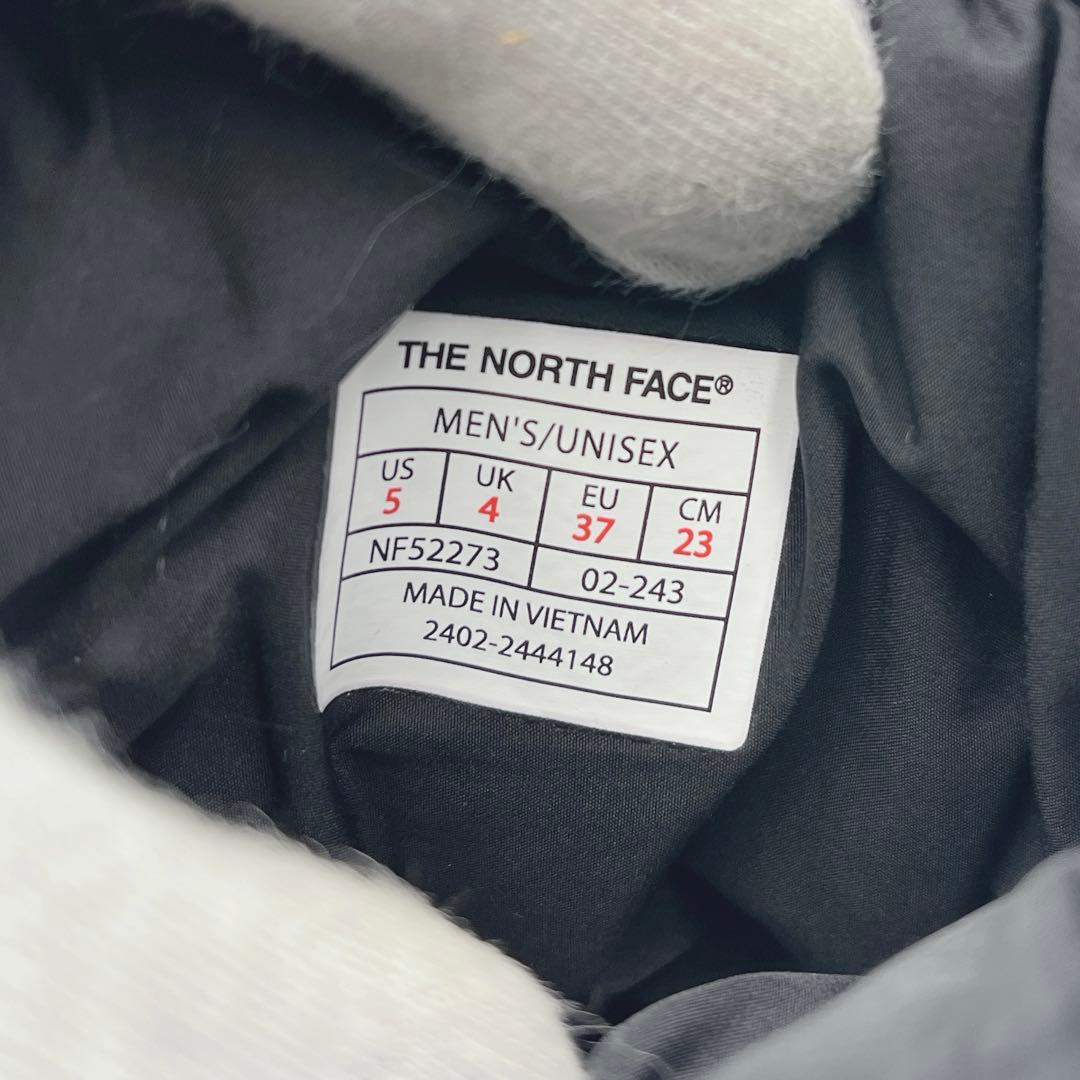 THE NORTH FACE®
MEN'S/UNISEX
US UK EU CM
5 4 37 23
NF52273 02-243
MADE IN VIETNAM
2402-2444148